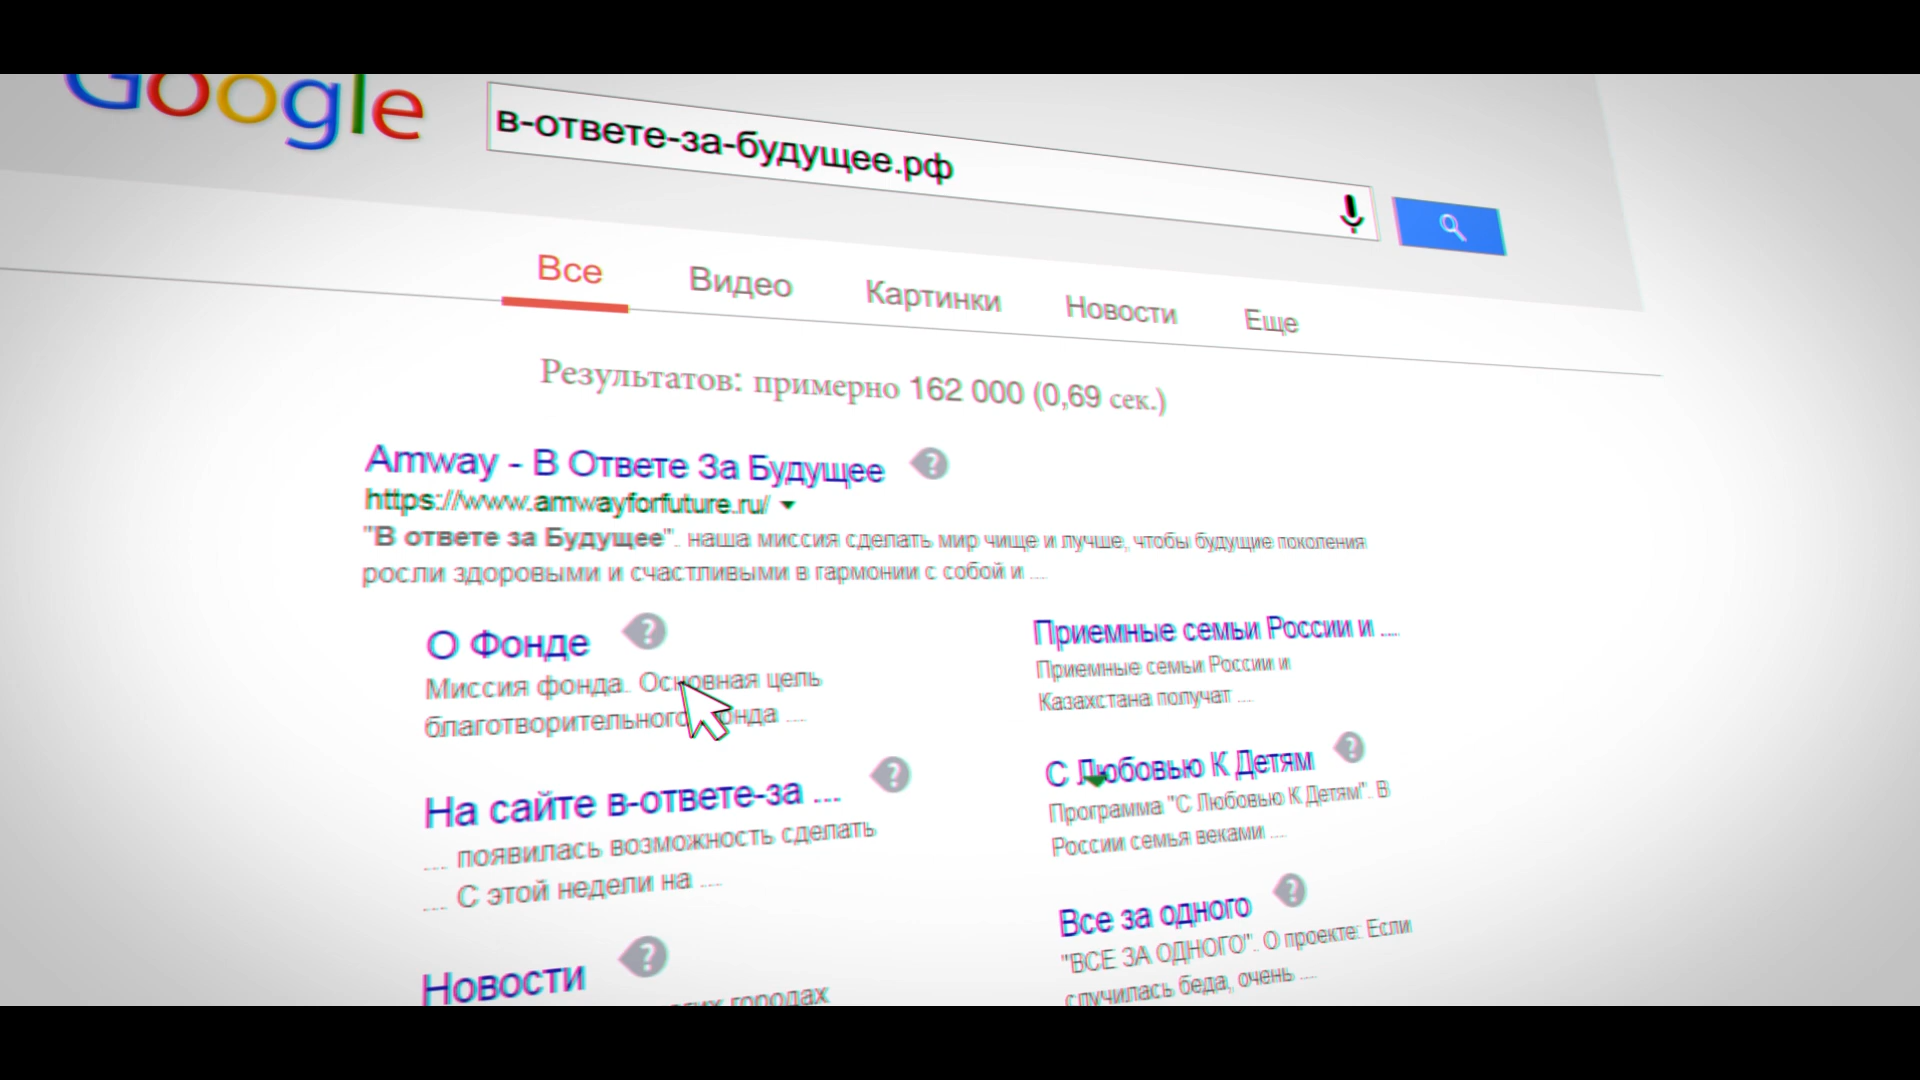 Google
в-ответе-за-будущее.рф
Все Видео Картинки Новости Еще
Результатов: примерно 162 000 (0,69 сек.)
Amway - В Ответе За Будущее ?
https://www.amwayforfuture.ru/
"В ответе за Будущее". наша миссия сделать мир чище и лучше, чтобы будущие поколения
росли здоровыми и счастливыми в гармонии с собой и ...
О Фонде ?
Миссия фонда. Основная цель
благотворительного фонда ...
На сайте в-ответе-за ... ?
... появилась возможность сделать
... С этой недели на ...
Новости ?
городах
Приемные семьи России и ...
Приемные семьи России и
Казахстана получат ...
С Любовью К Детям ?
Программа "С Любовью К Детям". В
России семья веками ...
Все за одного ?
"ВСЕ ЗА ОДНОГО". О проекте: Если
случилась беда, очень ...